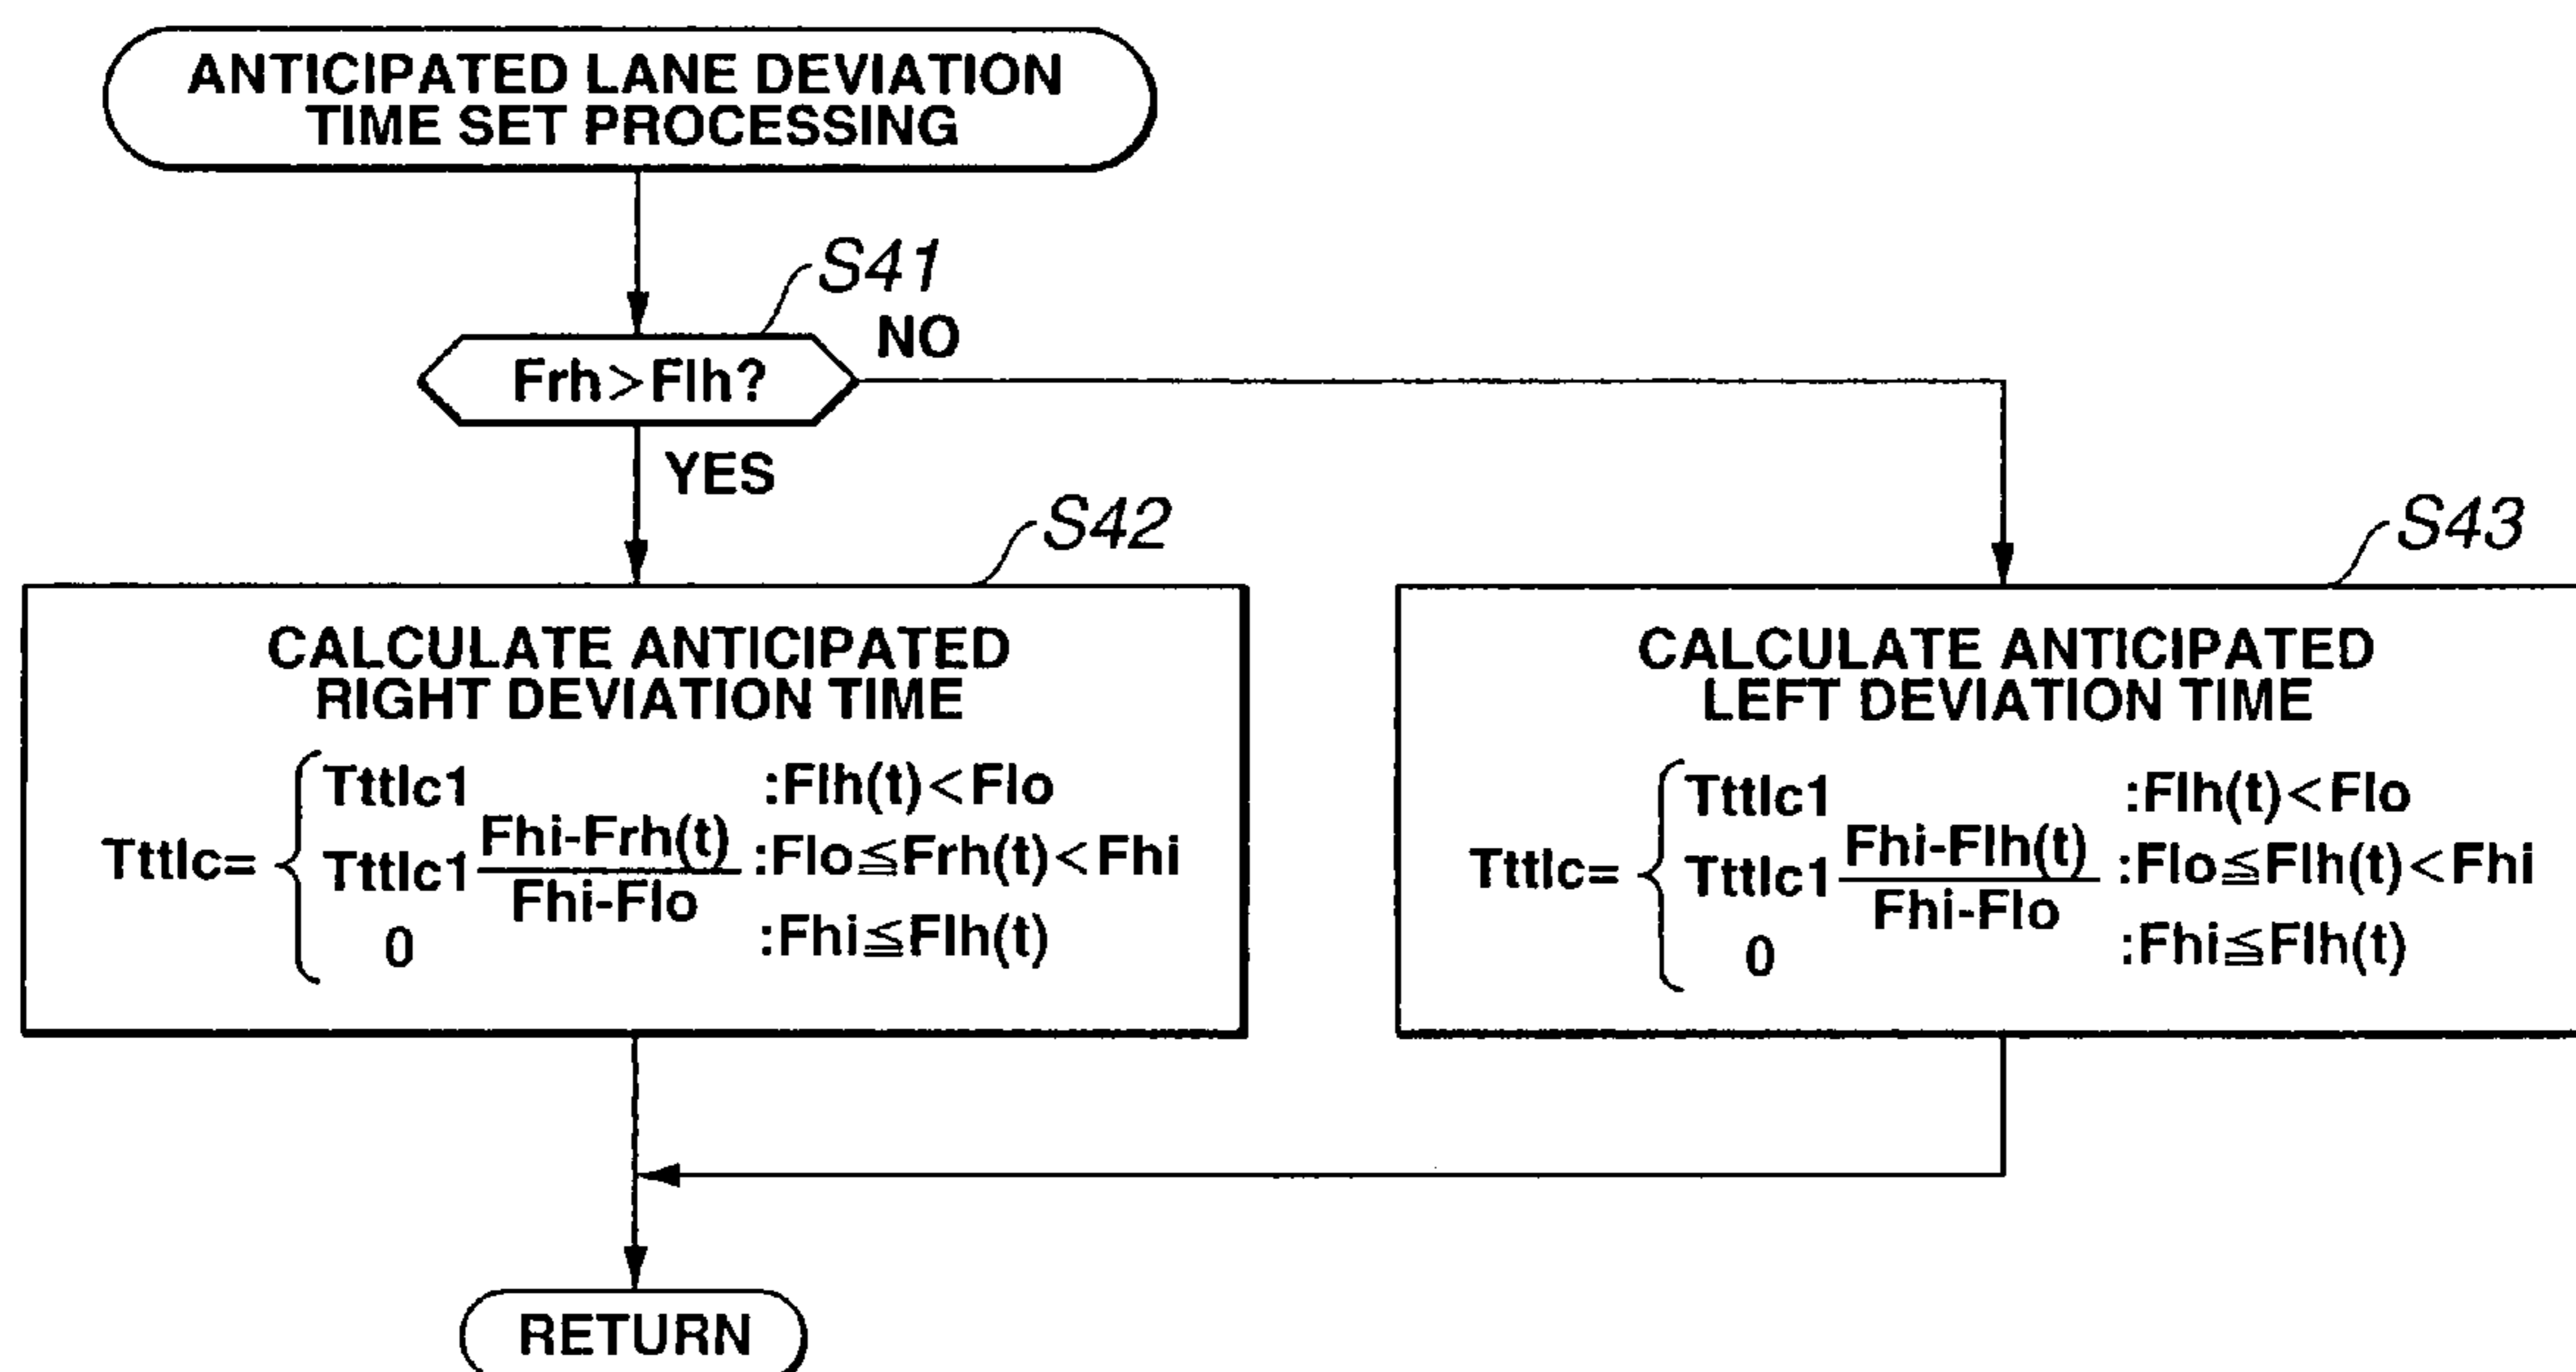 ANTICIPATED LANE DEVIATION
TIME SET PROCESSING
S41
Frh>Flh?
NO
YES
S42
CALCULATE ANTICIPATED
RIGHT DEVIATION TIME
Tttlc=
Tttlc1 :Flh(t)<Flo
Tttlc1 Fhi-Frh(t) / Fhi-Flo :Flo≦Frh(t)<Fhi
0 :Fhi≦Flh(t)
S43
CALCULATE ANTICIPATED
LEFT DEVIATION TIME
Tttlc=
Tttlc1 :Flh(t)<Flo
Tttlc1 Fhi-Flh(t) / Fhi-Flo :Flo≦Flh(t)<Fhi
0 :Fhi≦Flh(t)
RETURN